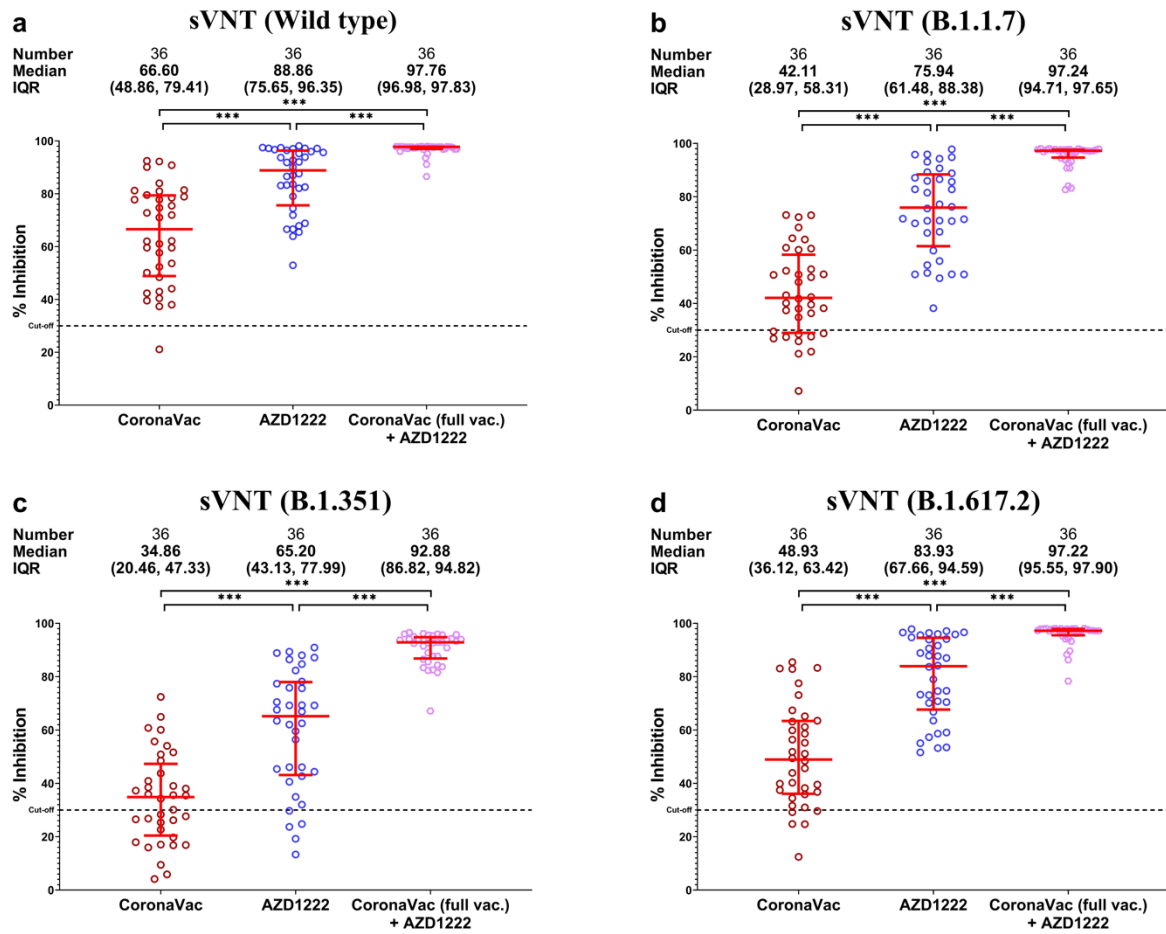 a sVNT (Wild type)
Number 36 36 36
Median 66.60 88.86 97.76
IQR (48.86, 79.41) (75.65, 96.35) (96.98, 97.83)
***
*** ***
% Inhibition
100
80
60
40
Cut-off
20
0
CoronaVac AZD1222 CoronaVac (full vac.)
+ AZD1222
b sVNT (B.1.1.7)
Number 36 36 36
Median 42.11 75.94 97.24
IQR (28.97, 58.31) (61.48, 88.38) (94.71, 97.65)
***
*** ***
% Inhibition
100
80
60
40
Cut-off
20
0
CoronaVac AZD1222 CoronaVac (full vac.)
+ AZD1222
c sVNT (B.1.351)
Number 36 36 36
Median 34.86 65.20 92.88
IQR (20.46, 47.33) (43.13, 77.99) (86.82, 94.82)
***
*** ***
% Inhibition
100
80
60
40
Cut-off
20
0
CoronaVac AZD1222 CoronaVac (full vac.)
+ AZD1222
d sVNT (B.1.617.2)
Number 36 36 36
Median 48.93 83.93 97.22
IQR (36.12, 63.42) (67.66, 94.59) (95.55, 97.90)
***
*** ***
% Inhibition
100
80
60
40
Cut-off
20
0
CoronaVac AZD1222 CoronaVac (full vac.)
+ AZD1222